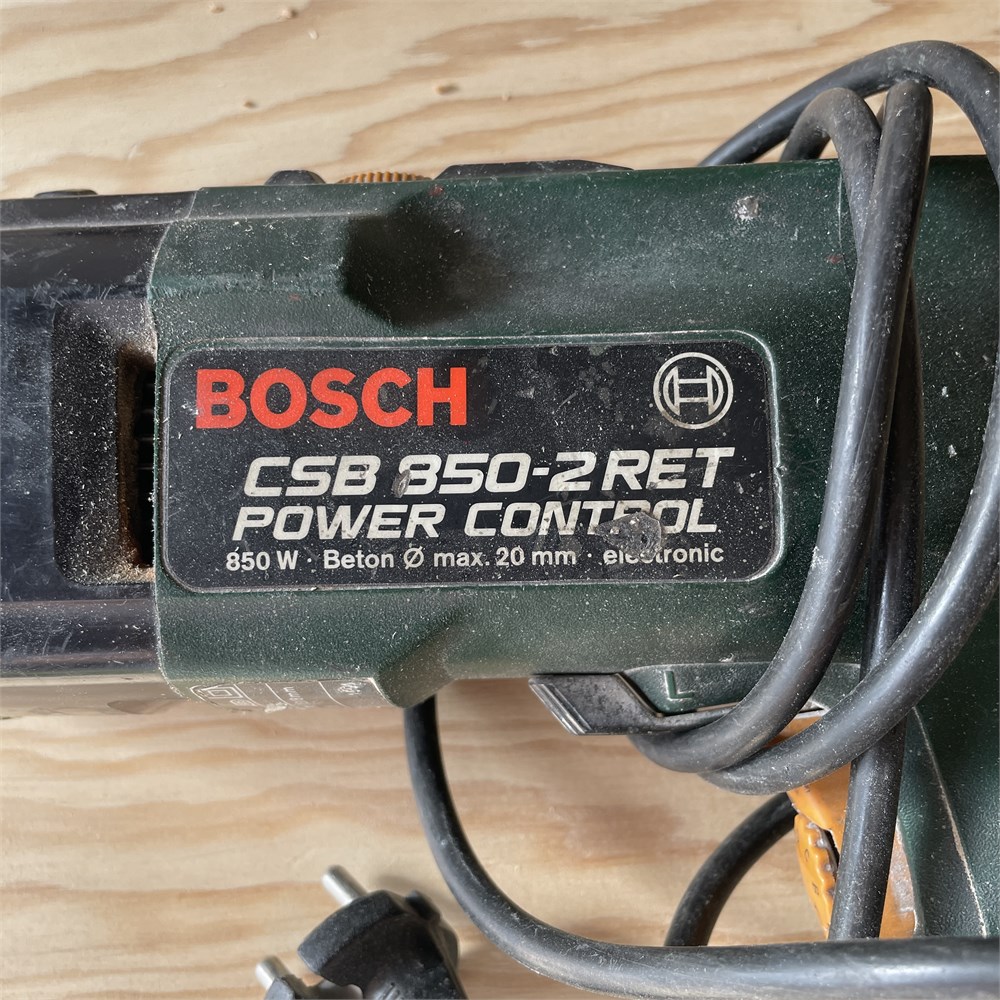 BOSCH
CSB 850-2 RET
POWER CONTROL
850 W · Beton Ø max. 20 mm · electronic
L